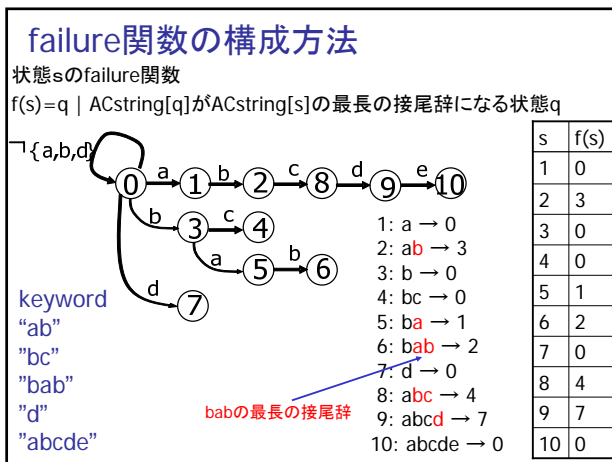 failure関数の構成方法
状態sのfailure関数
f(s)=q | ACstring[q]がACstring[s]の最長の接尾辞になる状態q
¬{a,b,d}
0 a 1 b 2 c 8 d 9 e 10
b 3 c 4
a 5 b 6
d 7
keyword
“ab”
”bc”
”bab”
”d”
”abcde”
1: a → 0
2: ab → 3
3: b → 0
4: bc → 0
5: ba → 1
6: bab → 2
7: d → 0
8: abc → 4
9: abcd → 7
10: abcde → 0
babの最長の接尾辞
s f(s)
1 0
2 3
3 0
4 0
5 1
6 2
7 0
8 4
9 7
10 0